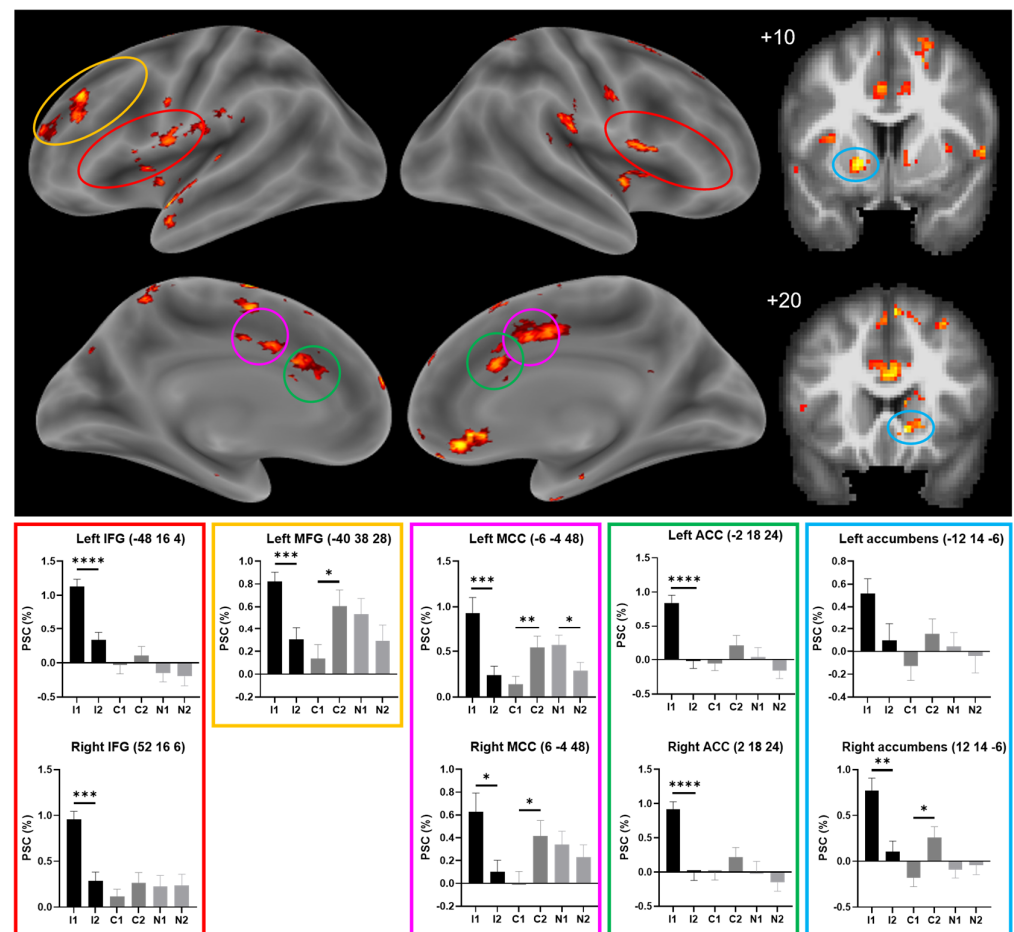 +10
+20
Left IFG (-48 16 4)
PSC (%)
1.5
1.0
0.5
0.0
-0.5
****
I1 I2 C1 C2 N1 N2
Left MFG (-40 38 28)
PSC (%)
1.0
0.8
0.6
0.4
0.2
0.0
-0.2
*** *
I1 I2 C1 C2 N1 N2
Left MCC (-6 -4 48)
PSC (%)
1.5
1.0
0.5
0.0
*** ** *
I1 I2 C1 C2 N1 N2
Left ACC (-2 18 24)
PSC (%)
1.5
1.0
0.5
0.0
-0.5
****
I1 I2 C1 C2 N1 N2
Left accumbens (-12 14 -6)
PSC (%)
0.8
0.6
0.4
0.2
0.0
-0.2
-0.4
I1 I2 C1 C2 N1 N2
Right IFG (52 16 6)
PSC (%)
1.5
1.0
0.5
0.0
***
I1 I2 C1 C2 N1 N2
Right MCC (6 -4 48)
PSC (%)
1.0
0.8
0.6
0.4
0.2
0.0
-0.2
* *
I1 I2 C1 C2 N1 N2
Right ACC (2 18 24)
PSC (%)
1.5
1.0
0.5
0.0
-0.5
****
I1 I2 C1 C2 N1 N2
Right accumbens (12 14 -6)
PSC (%)
1.0
0.5
0.0
-0.5
** *
I1 I2 C1 C2 N1 N2